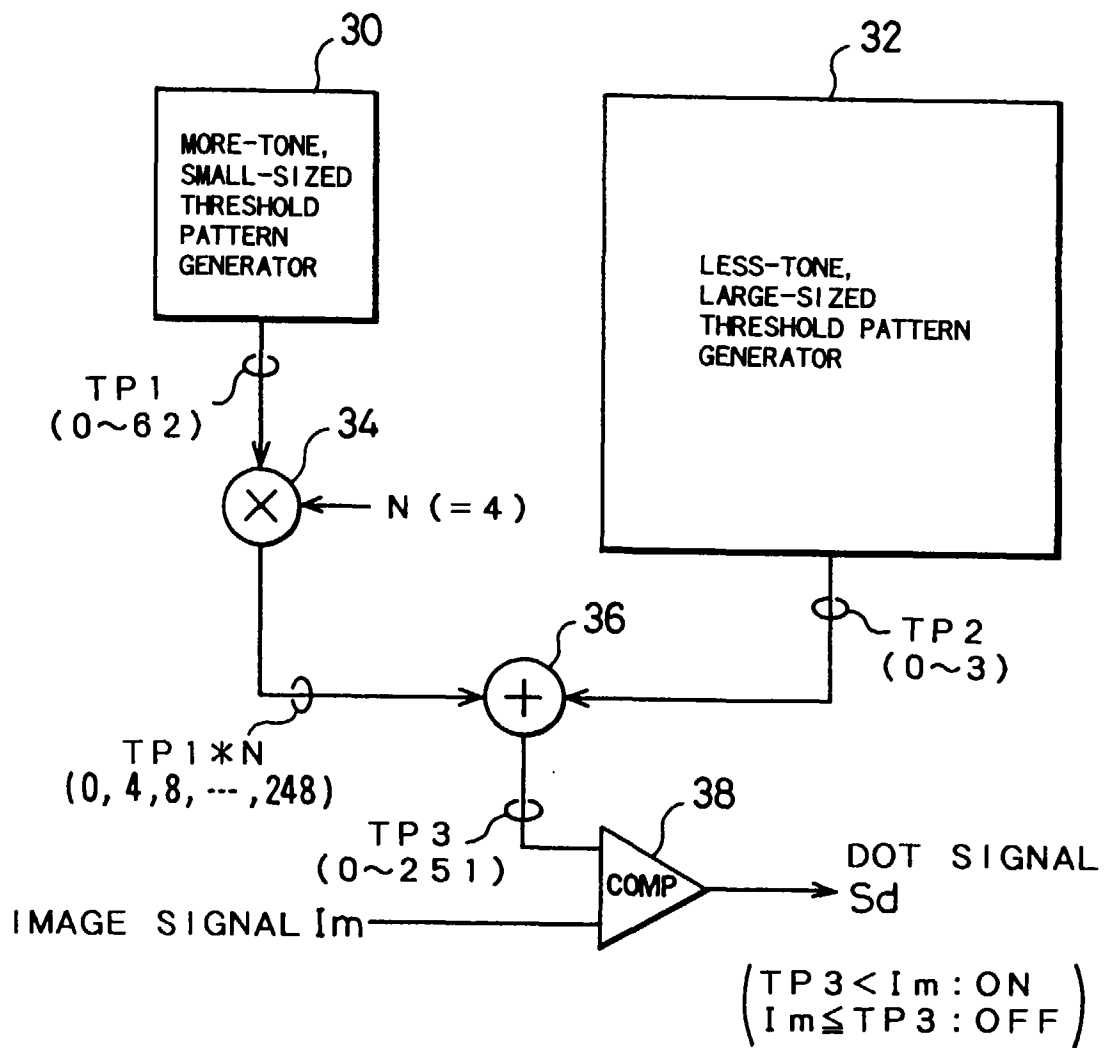 30
32
MORE-TONE,
SMALL-SIZED
THRESHOLD
PATTERN
GENERATOR
LESS-TONE,
LARGE-SIZED
THRESHOLD PATTERN
GENERATOR
TP1
(0~62)
34
×
N (=4)
36
TP2
(0~3)
+
TP1*N
(0,4,8,---,248)
38
TP3
(0~251)
COMP
DOT SIGNAL
Sd
IMAGE SIGNAL Im
TP3<Im:ON
Im≦TP3:OFF